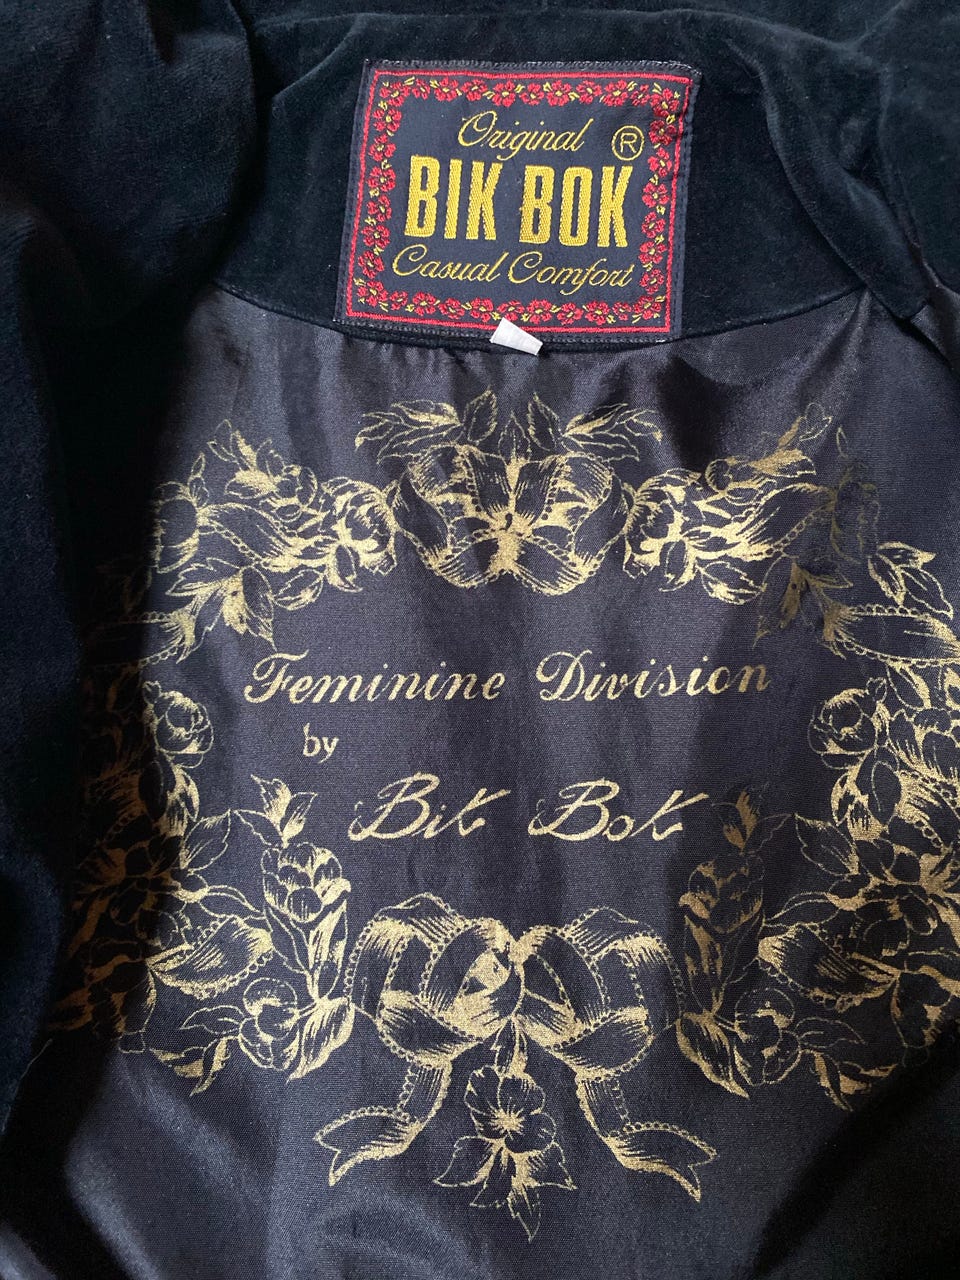 Original ®
BIK BOK
Casual Comfort
Feminine Division
by
Bik Bok